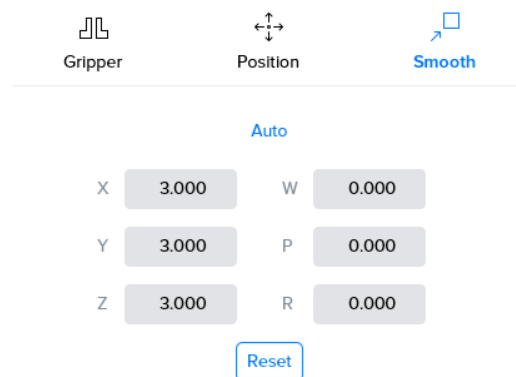 Gripper Position Smooth
Auto
X 3.000 W 0.000
Y 3.000 P 0.000
Z 3.000 R 0.000
Reset